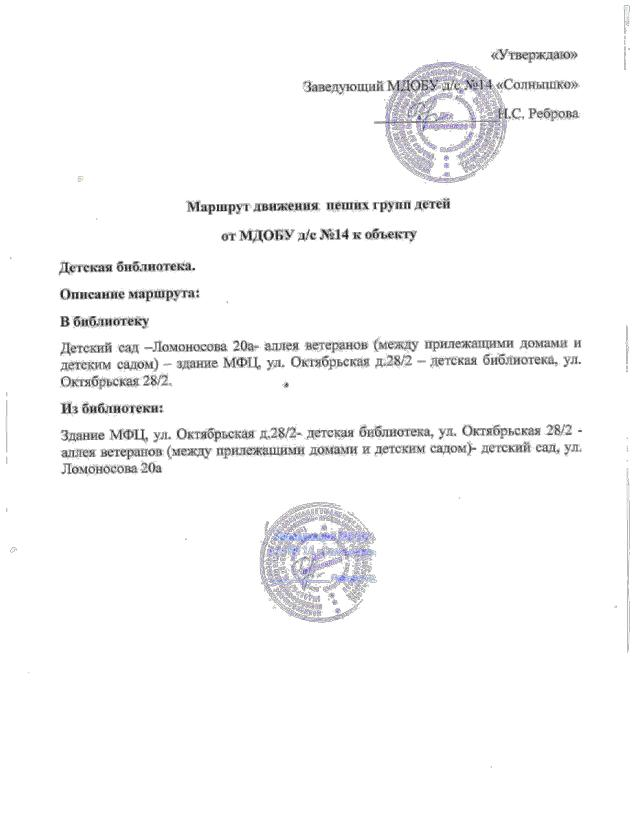 «Утверждаю»
Заведующий МДОБУ д/с №14 «Солнышко»
Н.С. Реброва
Маршрут движения пеших групп детей
от МДОБУ д/с №14 к объекту
Детская библиотека.
Описание маршрута:
В библиотеку
Детский сад –Ломоносова 20а- аллея ветеранов (между прилежащими домами и
детским садом) – здание МФЦ, ул. Октябрьская д.28/2 – детская библиотека, ул.
Октябрьская 28/2.
Из библиотеки:
Здание МФЦ, ул. Октябрьская д.28/2- детская библиотека, ул. Октябрьская 28/2 -
аллея ветеранов (между прилежащими домами и детским садом)- детский сад, ул.
Ломоносова 20а